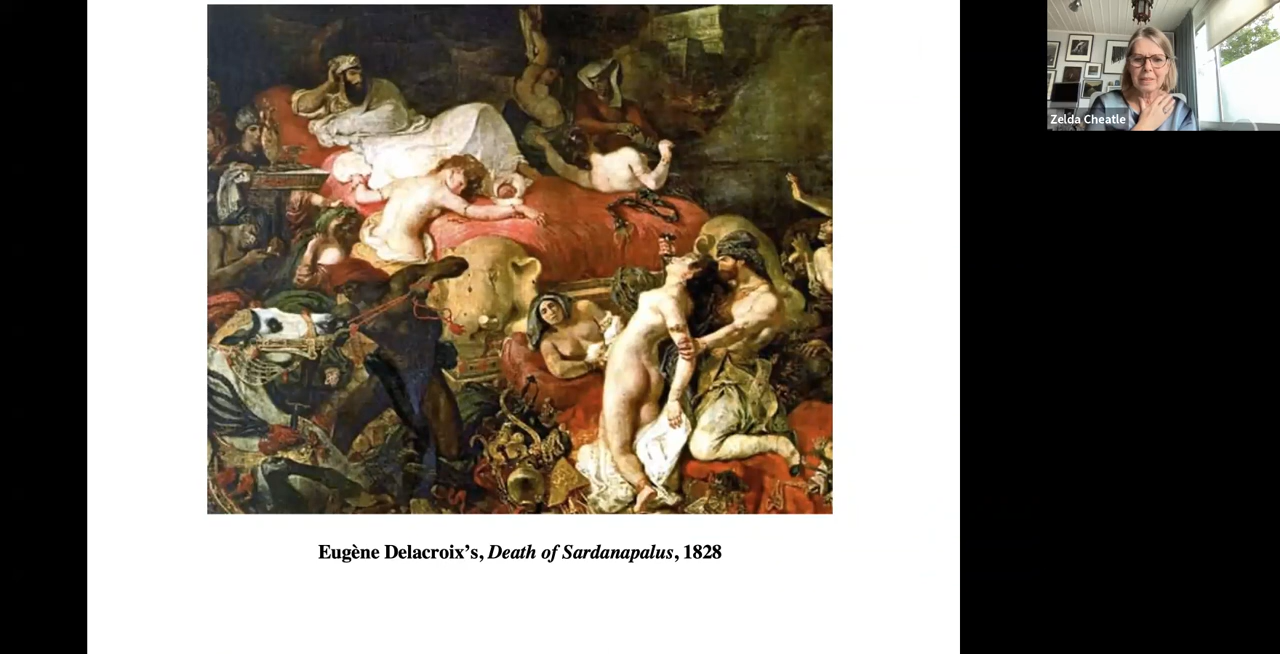 Zelda Cheatle
Eugène Delacroix’s, Death of Sardanapalus, 1828